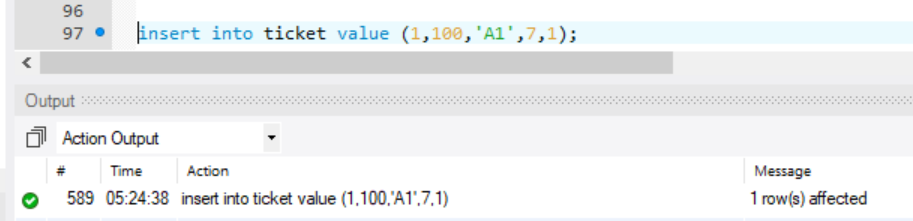 96
97 insert into ticket value (1,100,'A1',7,1);
Output
Action Output
# Time Action Message
589 05:24:38 insert into ticket value (1,100,'A1',7,1) 1 row(s) affected